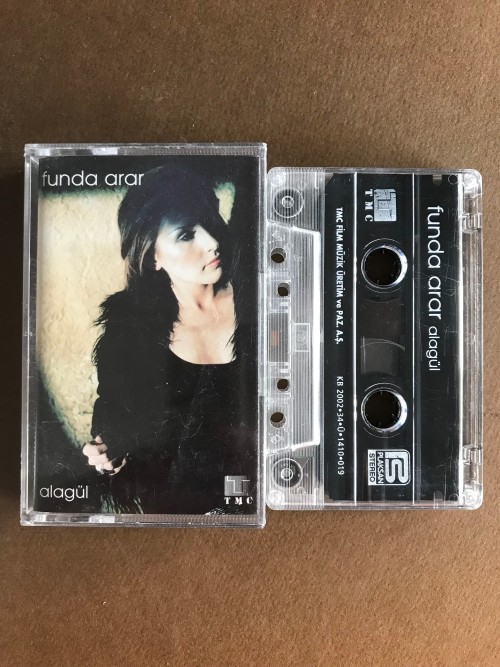 funda arar
alagül
TMC
TMC
funda arar alagül
TMC FİLM MÜZİK ÜRETİM ve PAZ. A.Ş.
KB 2002•34•Ü•1410•019
PLAKSAN
STEREO